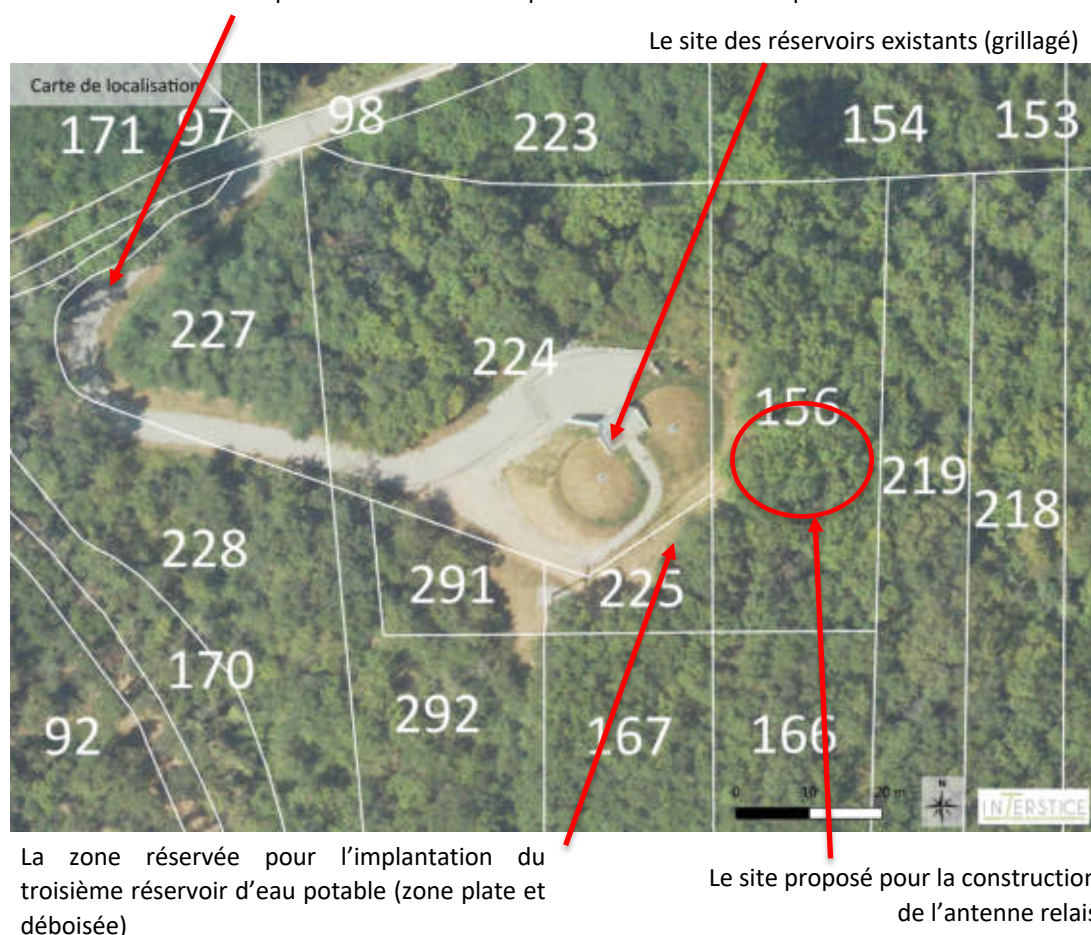 Le site des réservoirs existants (grillagé)
Carte de localisation
171 97 98 223 154 153
227 224 156
219 218
228 291 225
170 292 167 166
92
0 10 20 m N INTERSTICE
La zone réservée pour l'implantation du
troisième réservoir d'eau potable (zone plate et
déboisée)
Le site proposé pour la construction
de l'antenne relais